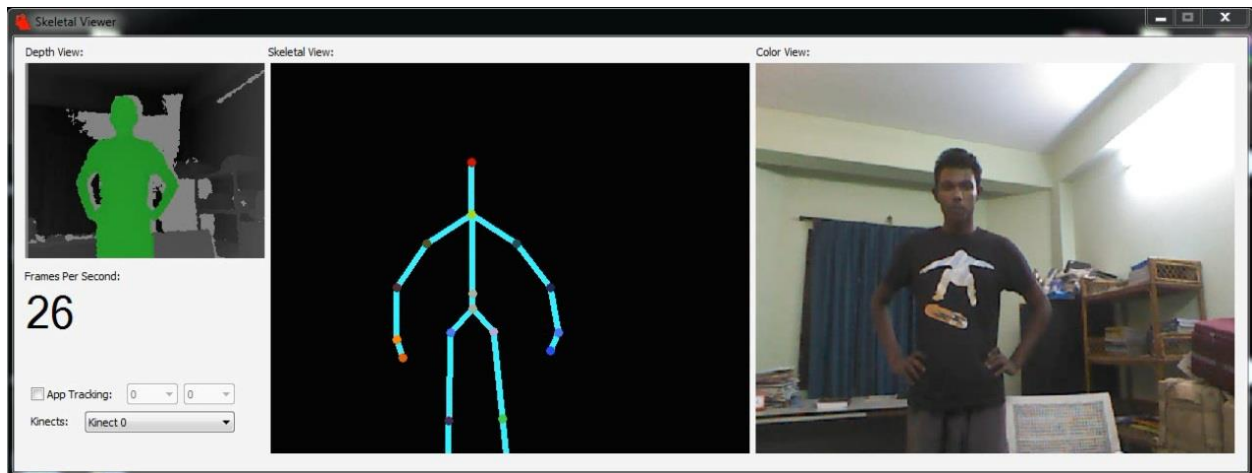 Skeletal Viewer
Depth View:
Skeletal View:
Color View:
Frames Per Second:
26
App Tracking: 0 0
Kinects: Kinect 0